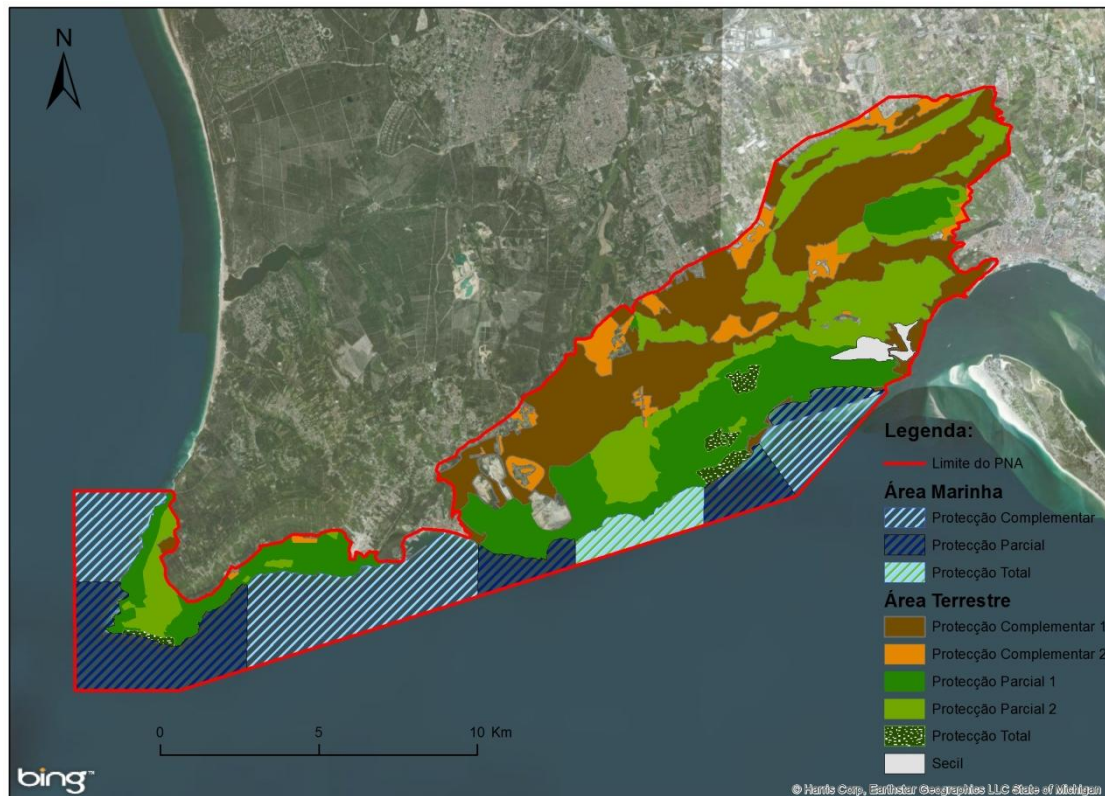 N
Legenda:
Limite do PNA
Área Marinha
Protecção Complementar
Protecção Parcial
Protecção Total
Área Terrestre
Protecção Complementar 1
Protecção Complementar 2
Protecção Parcial 1
Protecção Parcial 2
Protecção Total
Secil
0 5 10 Km
bing™
© Harris Corp, Earthstar Geographics LLC State of Michigan